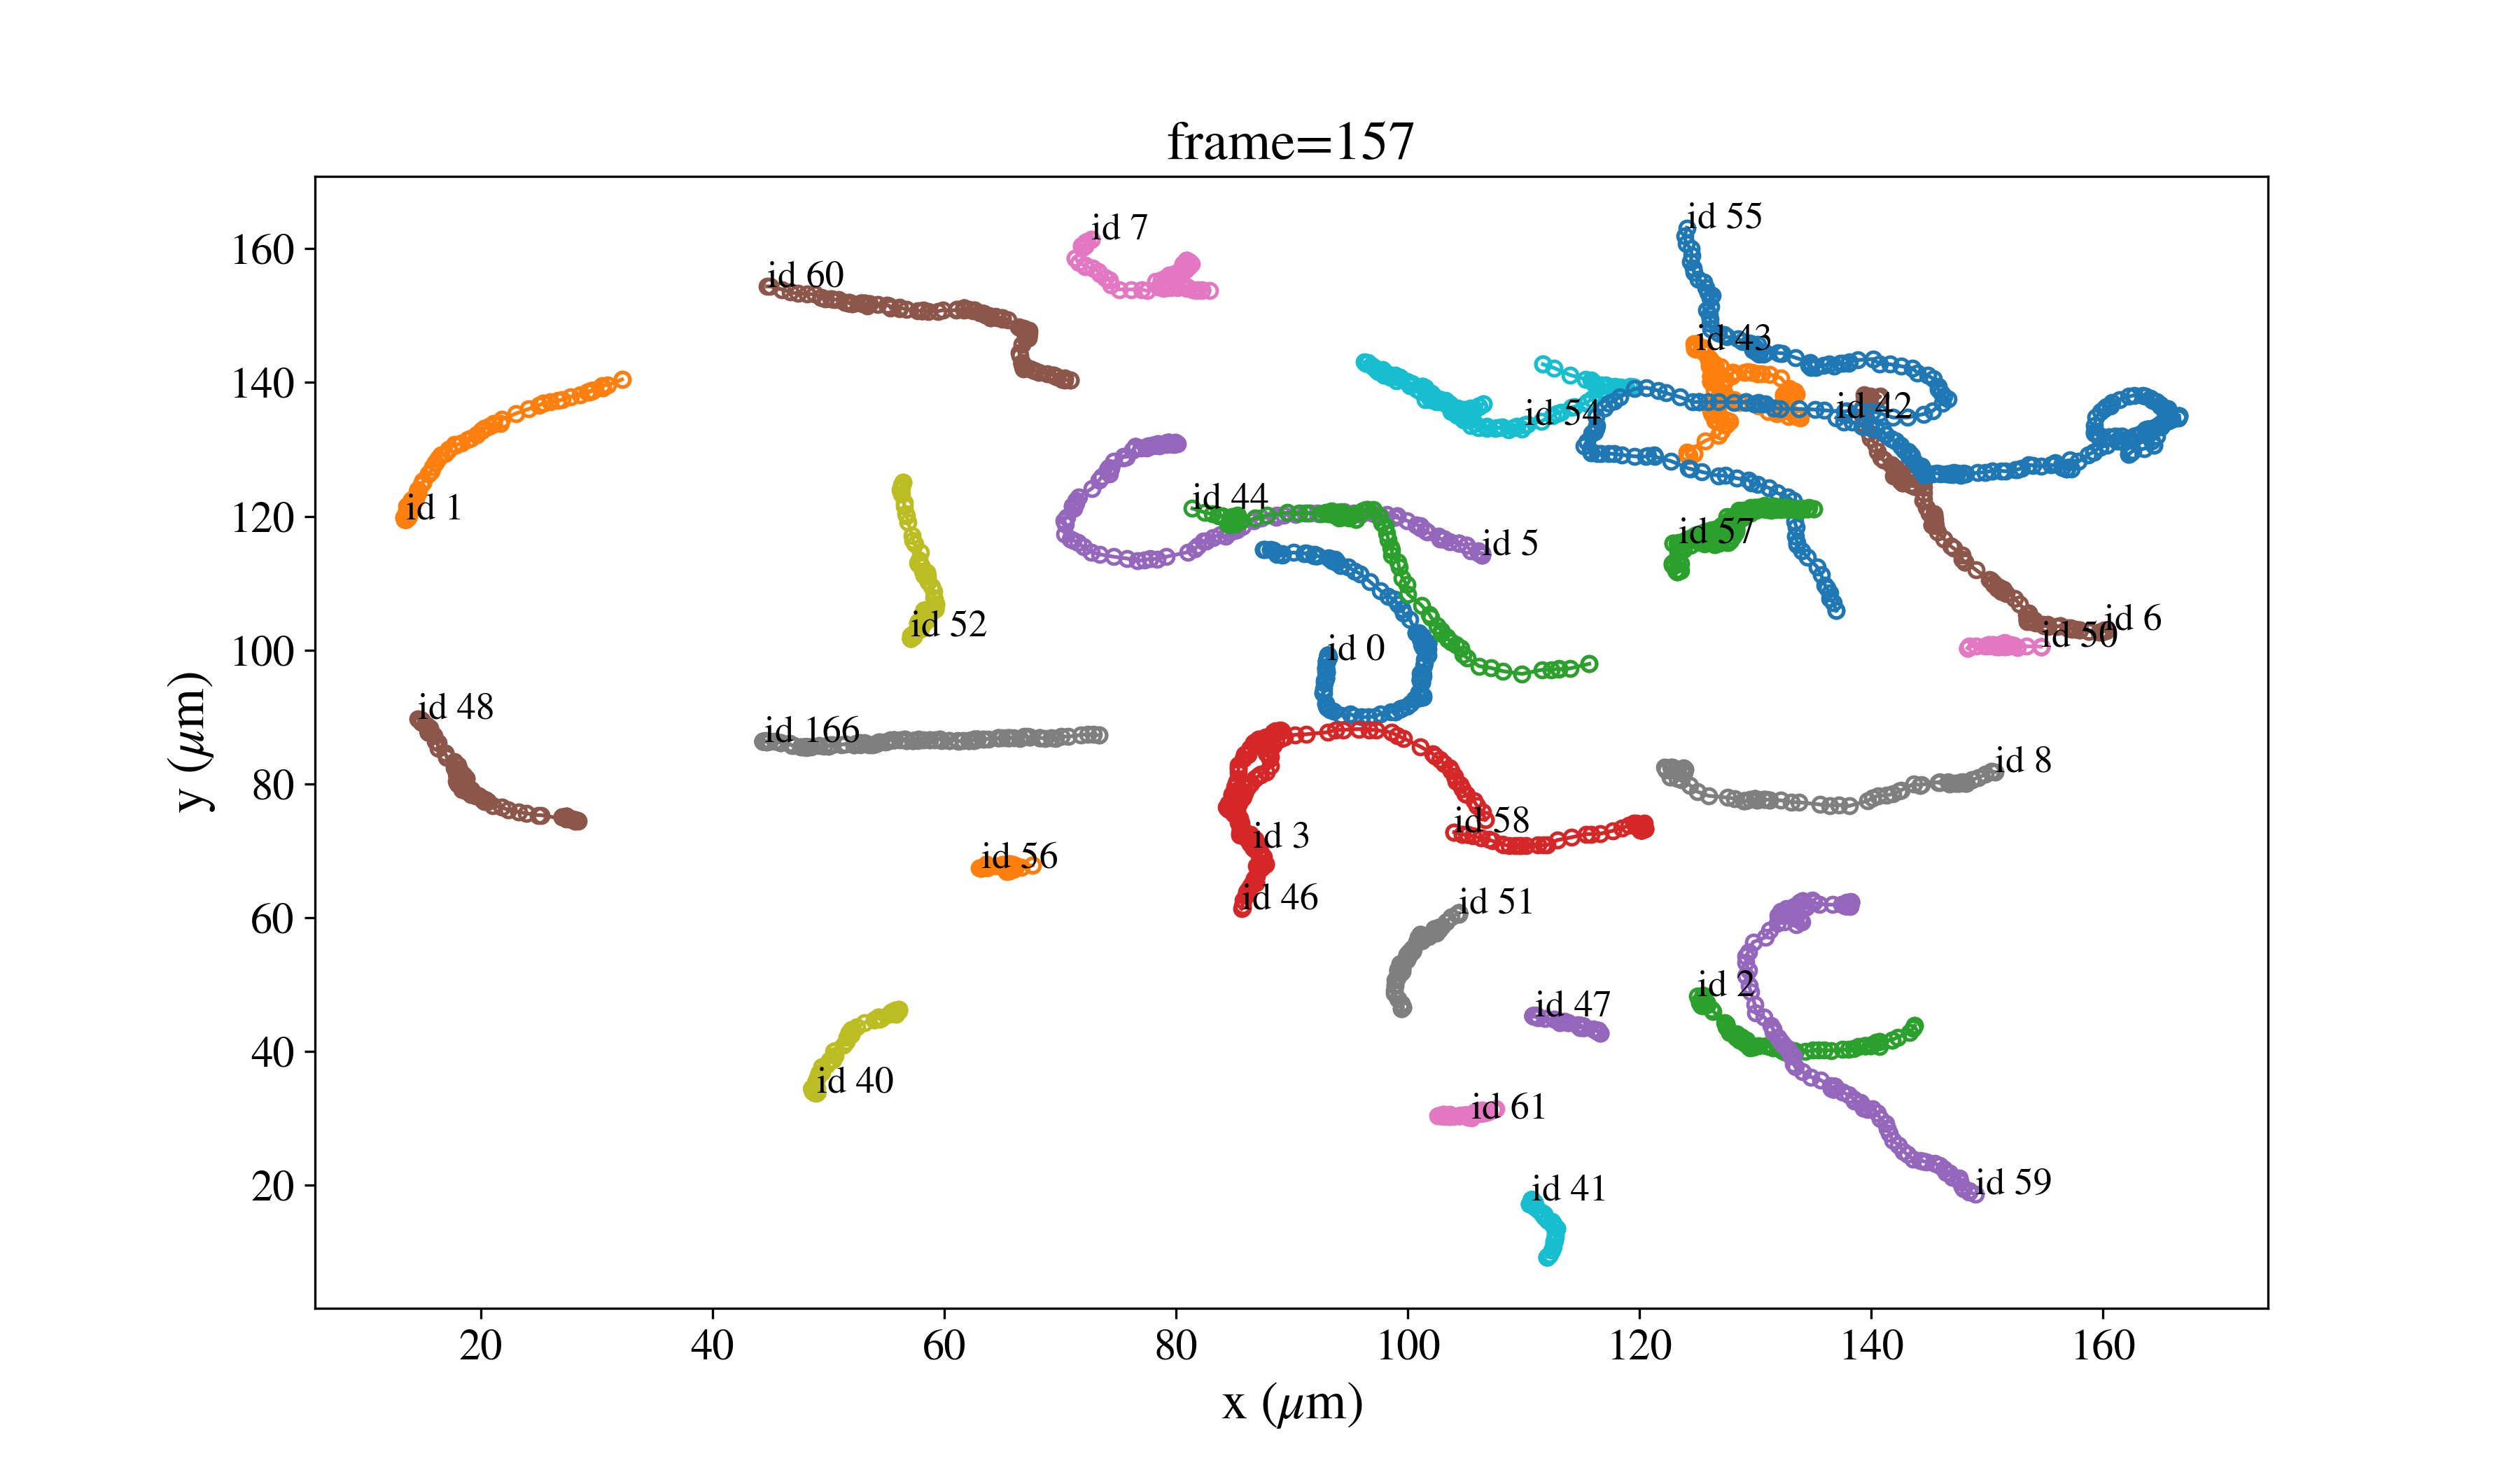 frame=157
id 55
id 7
id 60
id 43
id 42
id 54
id 1
id 44
id 5
id 57
id 52
id 0
id 6
id 50
id 48
id 166
id 8
id 58
id 3
id 56
id 46
id 51
id 2
id 47
id 40
id 61
id 41
id 59
160
140
120
100
80
60
40
20
y (μm)
20 40 60 80 100 120 140 160
x (μm)